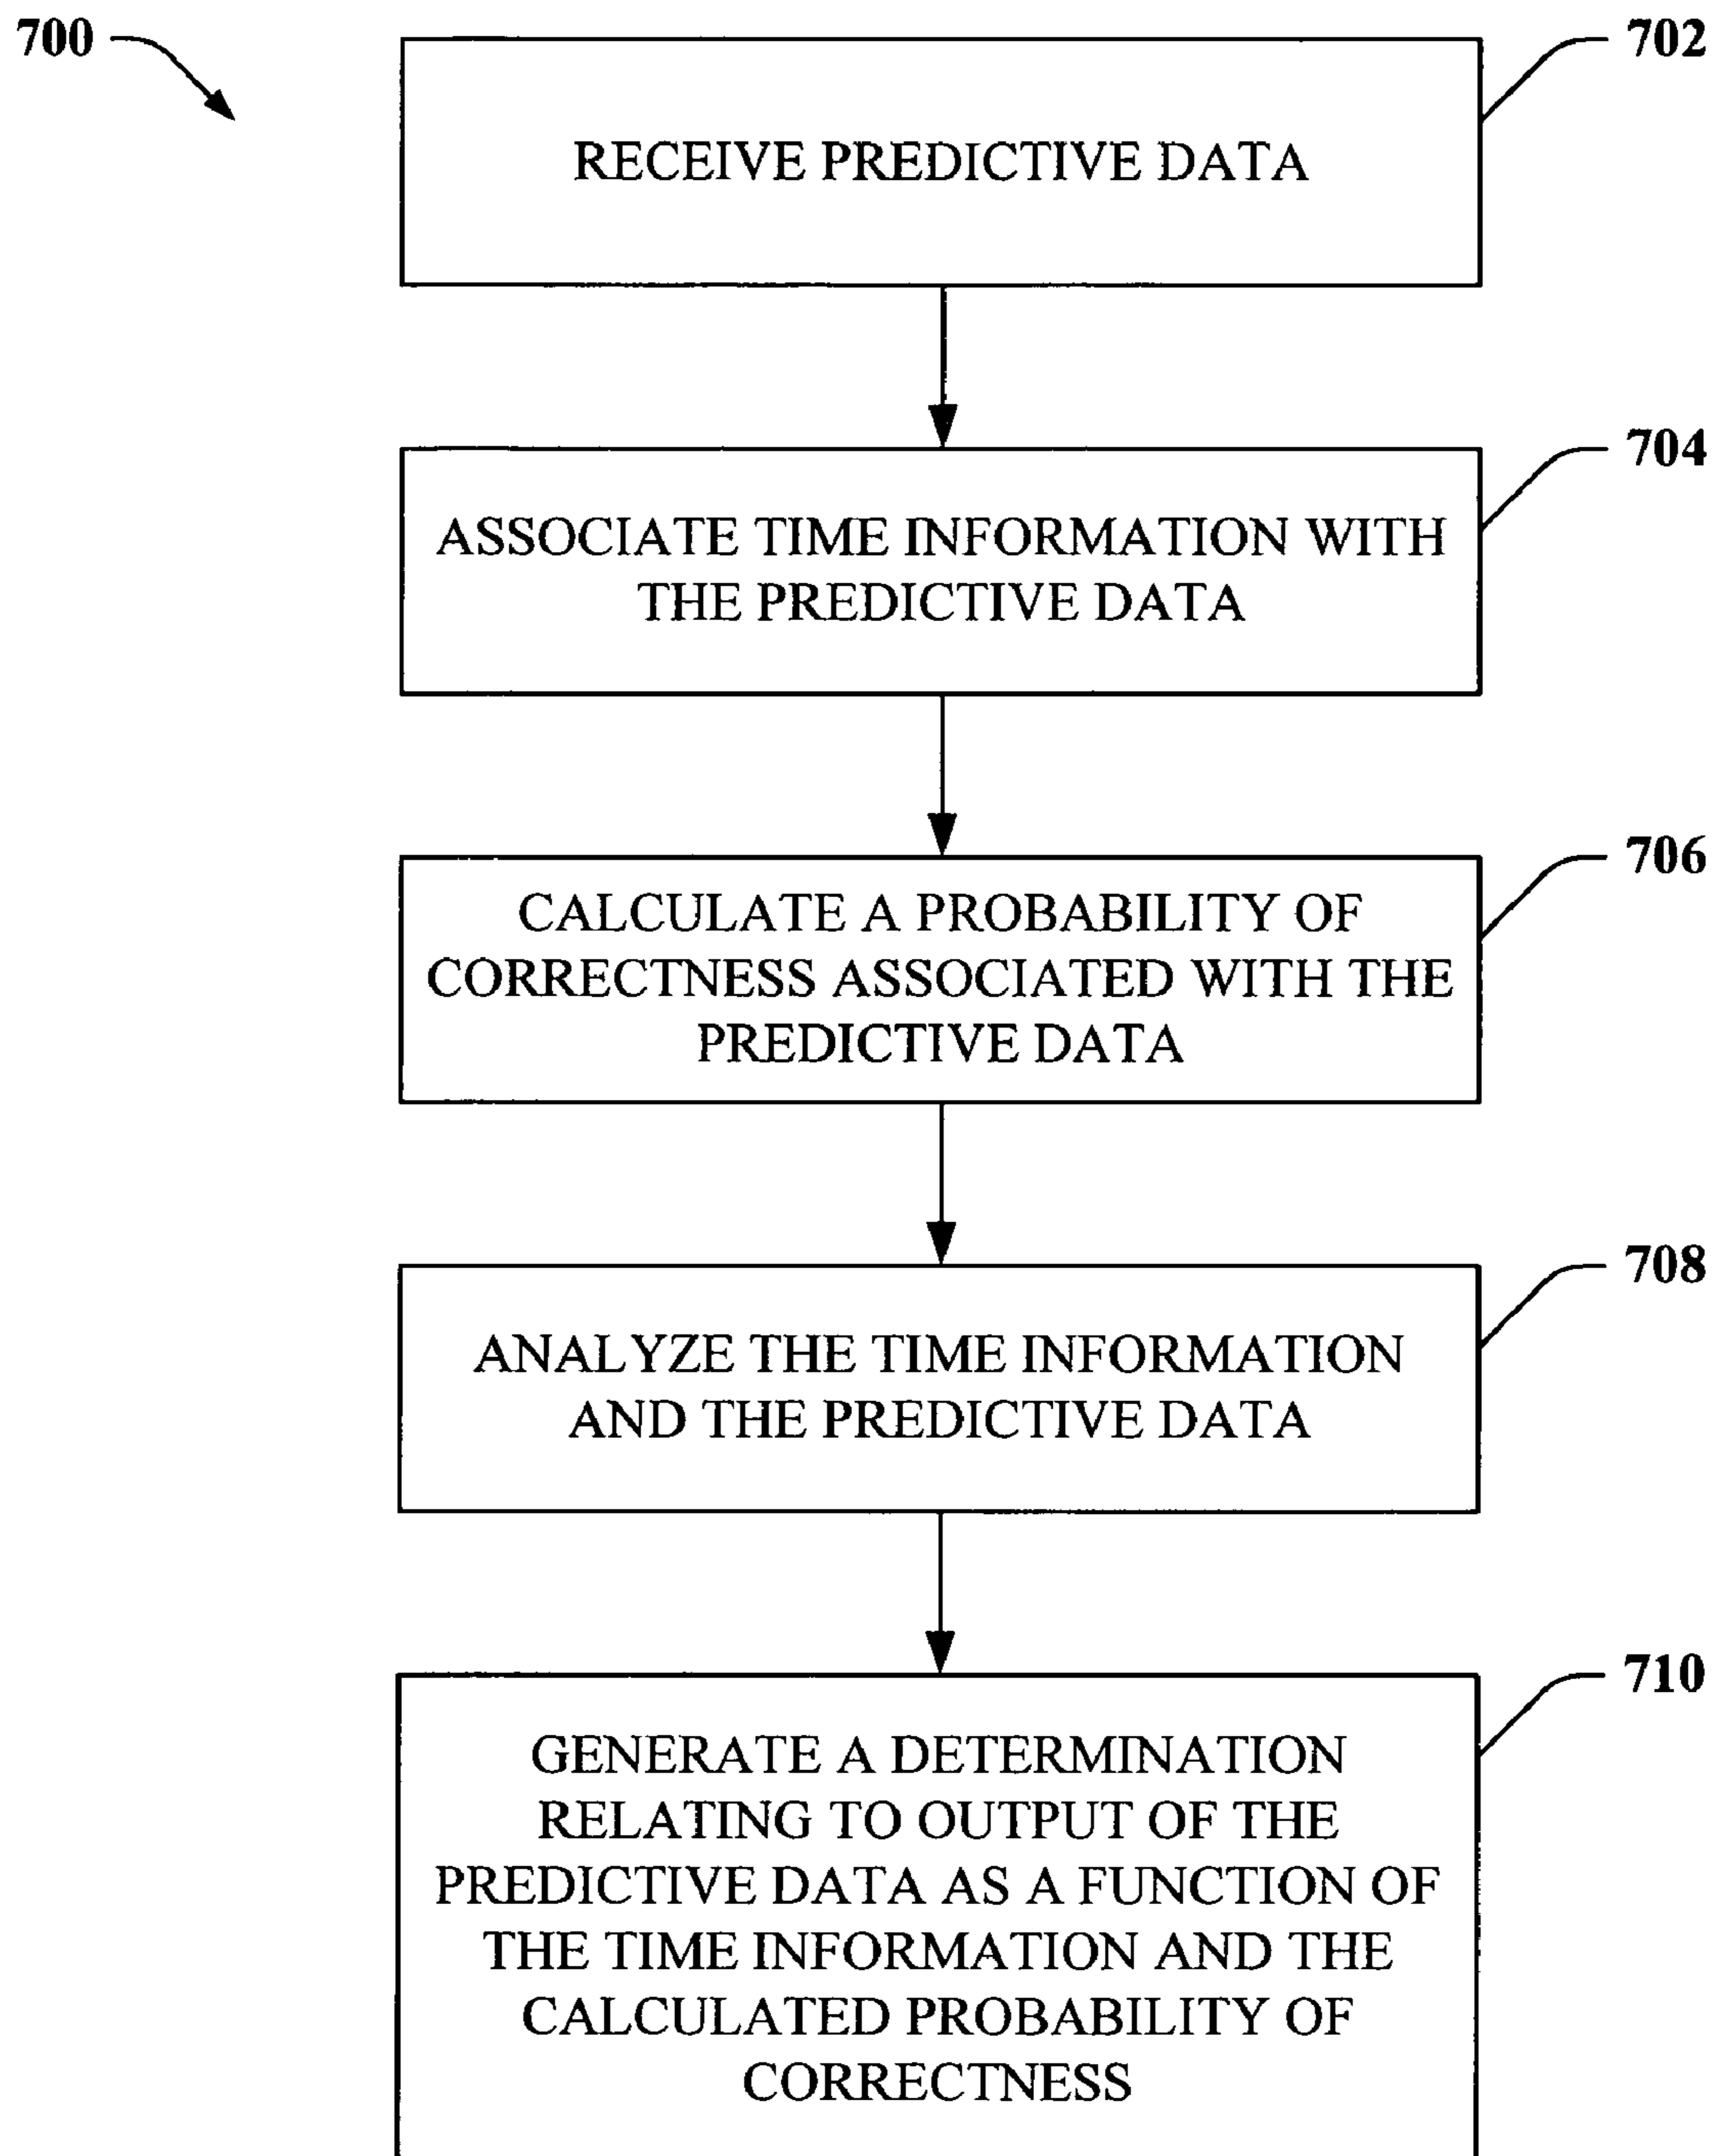 700
702
RECEIVE PREDICTIVE DATA
704
ASSOCIATE TIME INFORMATION WITH
THE PREDICTIVE DATA
706
CALCULATE A PROBABILITY OF
CORRECTNESS ASSOCIATED WITH THE
PREDICTIVE DATA
708
ANALYZE THE TIME INFORMATION
AND THE PREDICTIVE DATA
710
GENERATE A DETERMINATION
RELATING TO OUTPUT OF THE
PREDICTIVE DATA AS A FUNCTION OF
THE TIME INFORMATION AND THE
CALCULATED PROBABILITY OF
CORRECTNESS